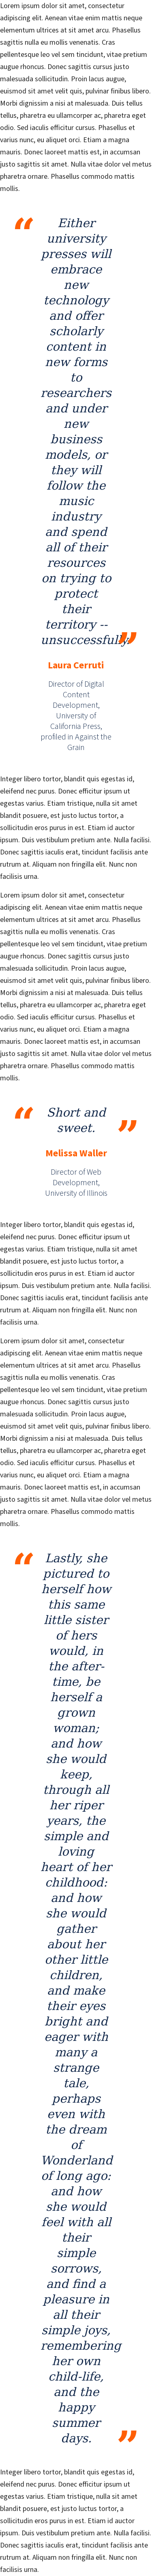 Lorem ipsum dolor sit amet, consectetur
adipiscing elit. Aenean vitae enim mattis neque
elementum ultrices at sit amet arcu. Phasellus
sagittis nulla eu mollis venenatis. Cras
pellentesque leo vel sem tincidunt, vitae pretium
augue rhoncus. Donec sagittis cursus justo
malesuada sollicitudin. Proin lacus augue,
euismod sit amet velit quis, pulvinar finibus libero.
Morbi dignissim a nisi at malesuada. Duis tellus
tellus, pharetra eu ullamcorper ac, pharetra eget
odio. Sed iaculis efficitur cursus. Phasellus et
varius nunc, eu aliquet orci. Etiam a magna
mauris. Donec laoreet mattis est, in accumsan
justo sagittis sit amet. Nulla vitae dolor vel metus
pharetra ornare. Phasellus commodo mattis
mollis.
“ Either
university
presses will
embrace
new
technology
and offer
scholarly
content in
new forms
to
researchers
and under
new
business
models, or
they will
follow the
music
industry
and spend
all of their
resources
on trying to
protect
their
territory --
unsuccessfully. ”
Laura Cerruti
Director of Digital
Content
Development,
University of
California Press,
profiled in Against the
Grain
Integer libero tortor, blandit quis egestas id,
eleifend nec purus. Donec efficitur ipsum ut
egestas varius. Etiam tristique, nulla sit amet
blandit posuere, est justo luctus tortor, a
sollicitudin eros purus in est. Etiam id auctor
ipsum. Duis vestibulum pretium ante. Nulla facilisi.
Donec sagittis iaculis erat, tincidunt facilisis ante
rutrum at. Aliquam non fringilla elit. Nunc non
facilisis urna.
Lorem ipsum dolor sit amet, consectetur
adipiscing elit. Aenean vitae enim mattis neque
elementum ultrices at sit amet arcu. Phasellus
sagittis nulla eu mollis venenatis. Cras
pellentesque leo vel sem tincidunt, vitae pretium
augue rhoncus. Donec sagittis cursus justo
malesuada sollicitudin. Proin lacus augue,
euismod sit amet velit quis, pulvinar finibus libero.
Morbi dignissim a nisi at malesuada. Duis tellus
tellus, pharetra eu ullamcorper ac, pharetra eget
odio. Sed iaculis efficitur cursus. Phasellus et
varius nunc, eu aliquet orci. Etiam a magna
mauris. Donec laoreet mattis est, in accumsan
justo sagittis sit amet. Nulla vitae dolor vel metus
pharetra ornare. Phasellus commodo mattis
mollis.
“ Short and
sweet. ”
Melissa Waller
Director of Web
Development,
University of Illinois
Integer libero tortor, blandit quis egestas id,
eleifend nec purus. Donec efficitur ipsum ut
egestas varius. Etiam tristique, nulla sit amet
blandit posuere, est justo luctus tortor, a
sollicitudin eros purus in est. Etiam id auctor
ipsum. Duis vestibulum pretium ante. Nulla facilisi.
Donec sagittis iaculis erat, tincidunt facilisis ante
rutrum at. Aliquam non fringilla elit. Nunc non
facilisis urna.
Lorem ipsum dolor sit amet, consectetur
adipiscing elit. Aenean vitae enim mattis neque
elementum ultrices at sit amet arcu. Phasellus
sagittis nulla eu mollis venenatis. Cras
pellentesque leo vel sem tincidunt, vitae pretium
augue rhoncus. Donec sagittis cursus justo
malesuada sollicitudin. Proin lacus augue,
euismod sit amet velit quis, pulvinar finibus libero.
Morbi dignissim a nisi at malesuada. Duis tellus
tellus, pharetra eu ullamcorper ac, pharetra eget
odio. Sed iaculis efficitur cursus. Phasellus et
varius nunc, eu aliquet orci. Etiam a magna
mauris. Donec laoreet mattis est, in accumsan
justo sagittis sit amet. Nulla vitae dolor vel metus
pharetra ornare. Phasellus commodo mattis
mollis.
“ Lastly, she
pictured to
herself how
this same
little sister
of hers
would, in
the after-
time, be
herself a
grown
woman;
and how
she would
keep,
through all
her riper
years, the
simple and
loving
heart of her
childhood:
and how
she would
gather
about her
other little
children,
and make
their eyes
bright and
eager with
many a
strange
tale,
perhaps
even with
the dream
of
Wonderland
of long ago:
and how
she would
feel with all
their
simple
sorrows,
and find a
pleasure in
all their
simple joys,
remembering
her own
child-life,
and the
happy
summer
days. ”
Integer libero tortor, blandit quis egestas id,
eleifend nec purus. Donec efficitur ipsum ut
egestas varius. Etiam tristique, nulla sit amet
blandit posuere, est justo luctus tortor, a
sollicitudin eros purus in est. Etiam id auctor
ipsum. Duis vestibulum pretium ante. Nulla facilisi.
Donec sagittis iaculis erat, tincidunt facilisis ante
rutrum at. Aliquam non fringilla elit. Nunc non
facilisis urna.